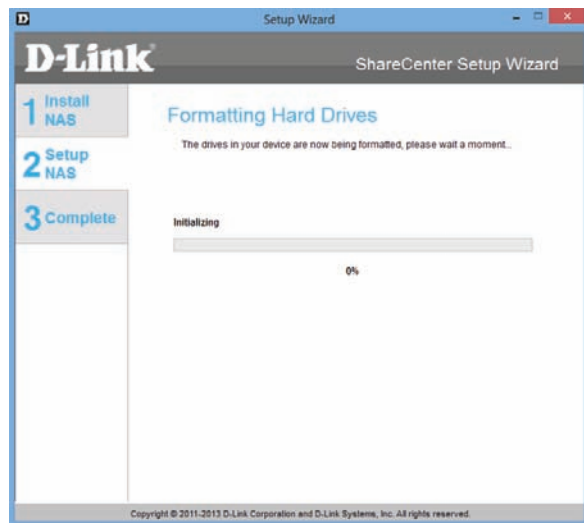 Setup Wizard
D-Link
ShareCenter Setup Wizard
1 Install NAS
2 Setup NAS
3 Complete
Formatting Hard Drives
The drives in your device are now being formatted, please wait a moment...
Initializing
0%
Copyright © 2011-2013 D-Link Corporation and D-Link Systems, Inc. All rights reserved.